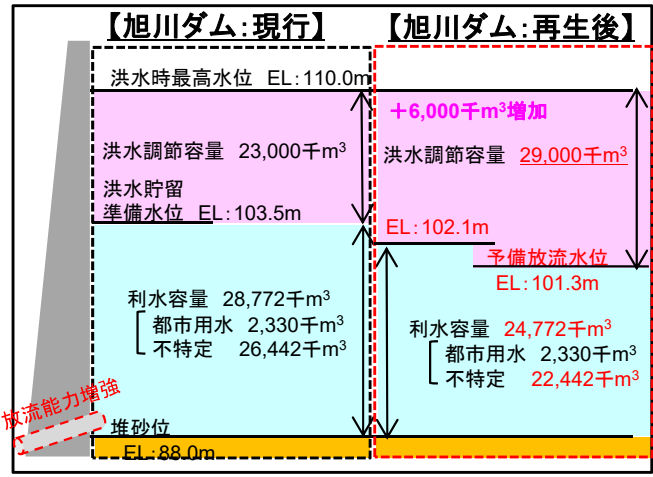 【旭川ダム:現行】
洪水時最高水位 EL:110.0m
洪水調節容量 23,000千m³
洪水貯留
準備水位 EL:103.5m
利水容量 28,772千m³
都市用水 2,330千m³
不特定 26,442千m³
放流能力増強
堆砂位
EL:88.0m
【旭川ダム:再生後】
+6,000千m³増加
洪水調節容量 29,000千m³
EL:102.1m
予備放流水位
EL:101.3m
利水容量 24,772千m³
都市用水 2,330千m³
不特定 22,442千m³